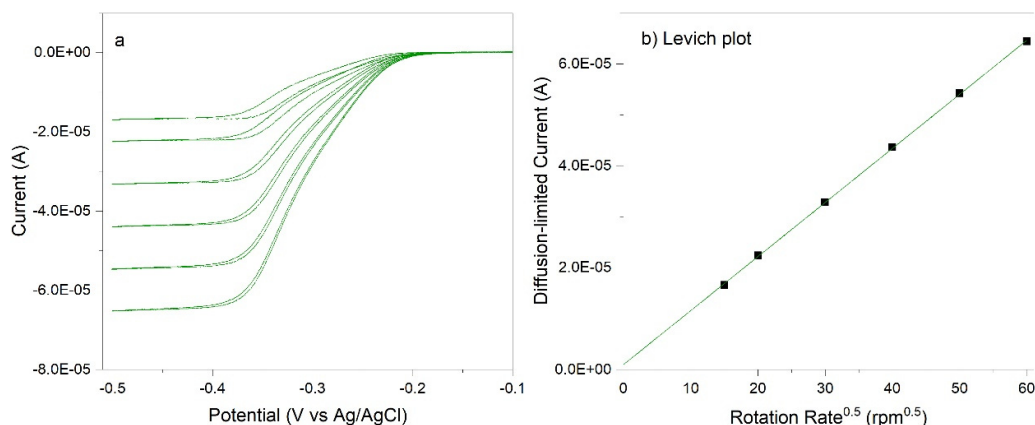 a
0.0E+00
-2.0E-05
-4.0E-05
-6.0E-05
-8.0E-05
Current (A)
-0.5 -0.4 -0.3 -0.2 -0.1
Potential (V vs Ag/AgCl)
b) Levich plot
6.0E-05
4.0E-05
2.0E-05
0.0E+00
Diffusion-limited Current (A)
0 10 20 30 40 50 60
Rotation Rate^0.5 (rpm^0.5)